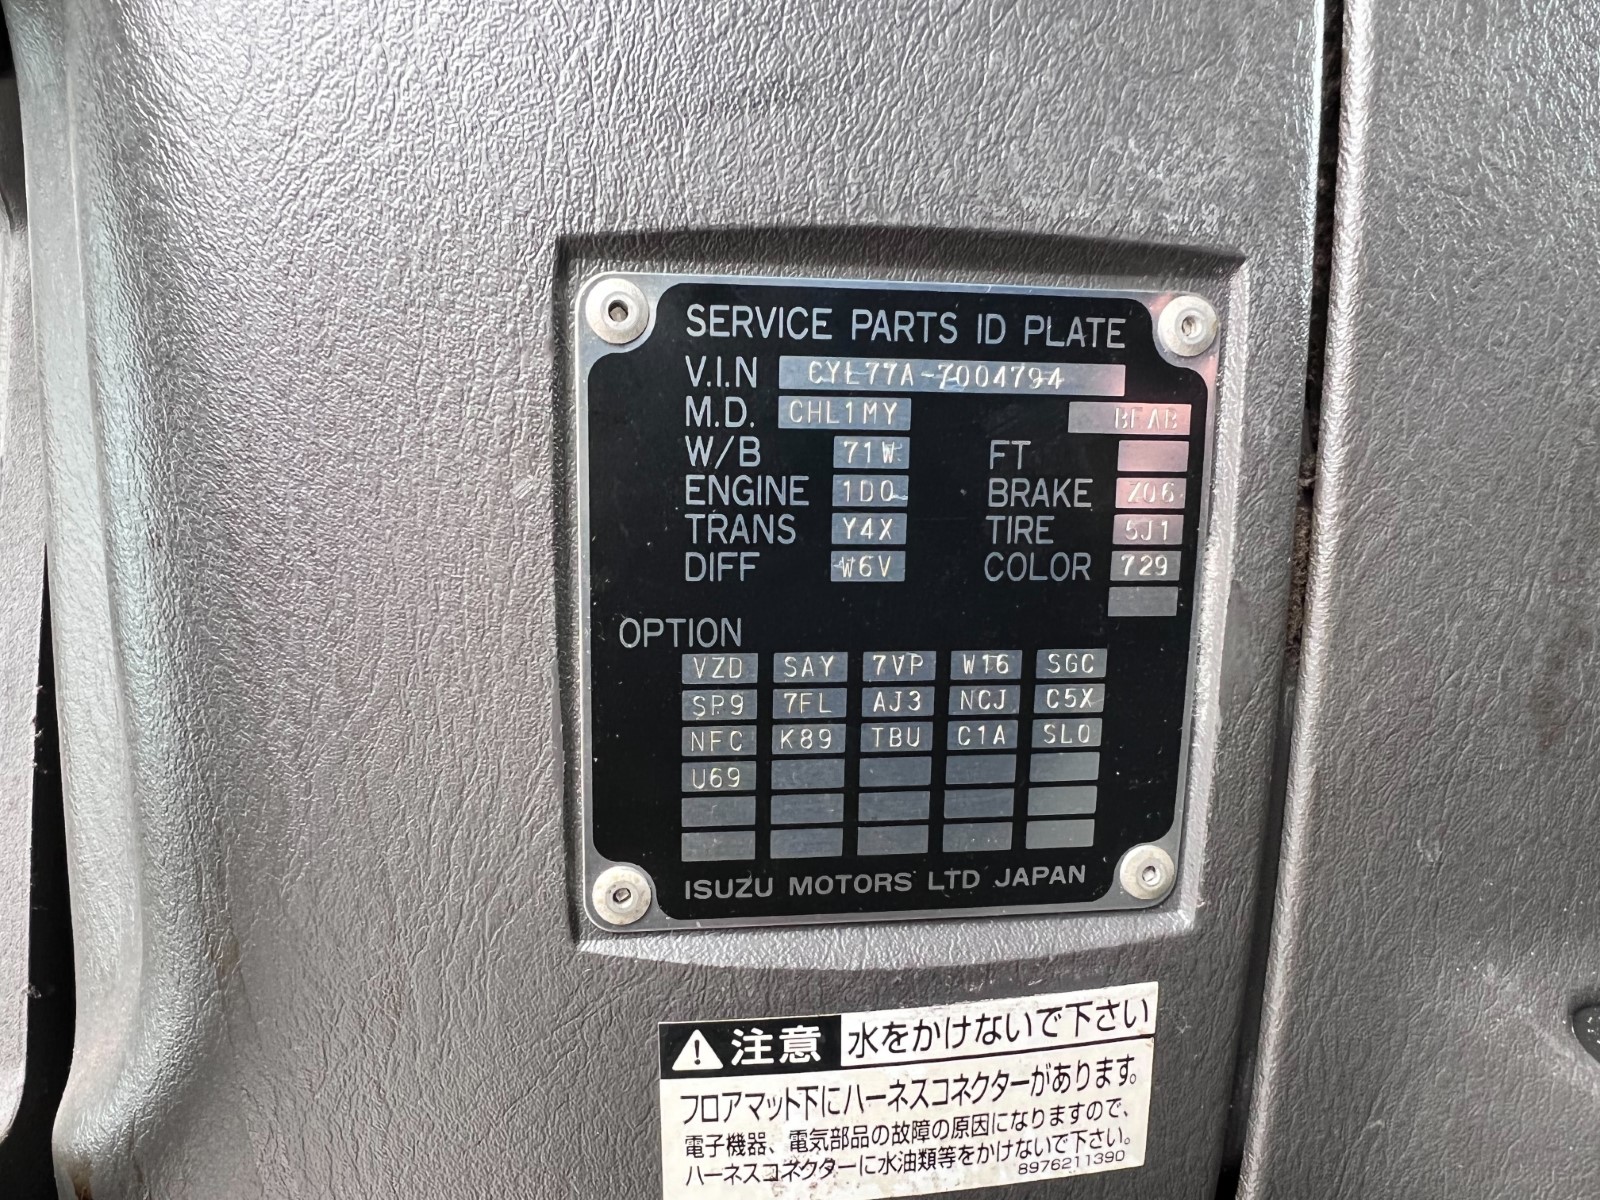 SERVICE PARTS ID PLATE
V.I.N CYL77A-7004794
M.D. CHL1MY BEAB
W/B 71W FT
ENGINE 1D0 BRAKE Z06
TRANS Y4X TIRE 5J1
DIFF W6V COLOR 729
OPTION
VZD SAY 7VP W16 SGC
SP9 7FL AJ3 NCJ C5X
NFC K89 TBU C1A SL0
U69
ISUZU MOTORS LTD JAPAN
注意 水をかけないで下さい
フロアマット下にハーネスコネクターがあります。
電子機器、電気部品の故障の原因になりますので、
ハーネスコネクターに水油類等をかけないで下さい。
8976211390